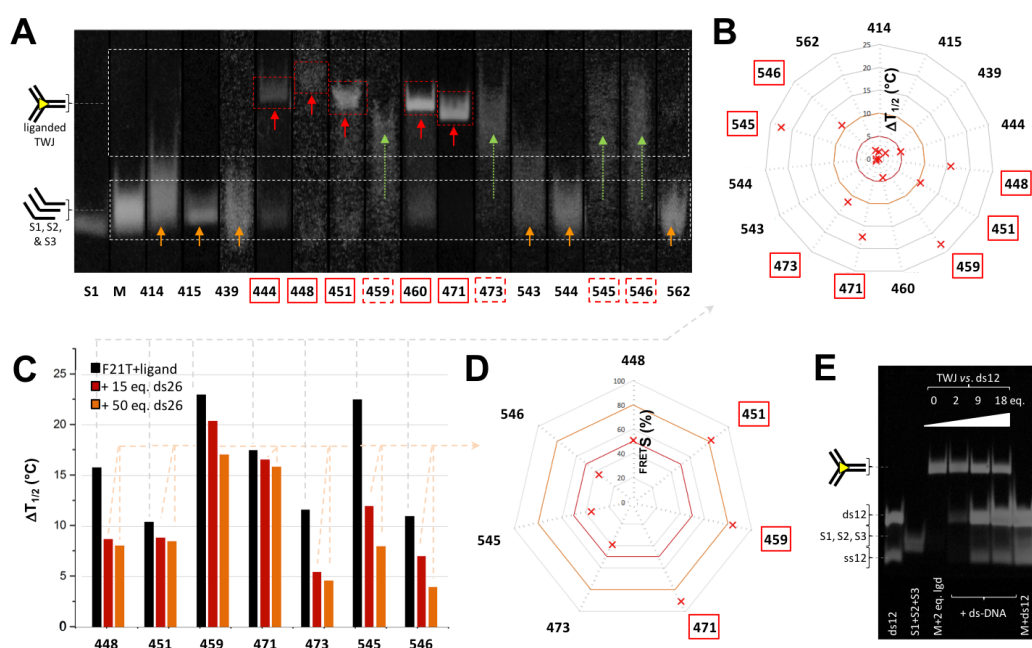 A
liganded
TWJ
S1, S2,
& S3
S1 M 414 415 439 444 448 451 459 460 471 473 543 544 545 546 562
B
414
415
439
444
448
451
459
460
471
473
543
544
545
546
562
25
20
15
10
5
0
ΔT1/2 (°C)
C
F21T+ligand
+ 15 eq. ds26
+ 50 eq. ds26
ΔT1/2 (°C)
25
20
15
10
5
0
448 451 459 471 473 545 546
D
448
451
459
471
473
545
546
100
80
60
40
20
0
FRETS (%)
E
TWJ vs. ds12
0 2 9 18 eq.
ds12
S1, S2, S3
ss12
ds12
S1+S2+S3
M+2 eq. lgd
+ ds-DNA
M+ds12